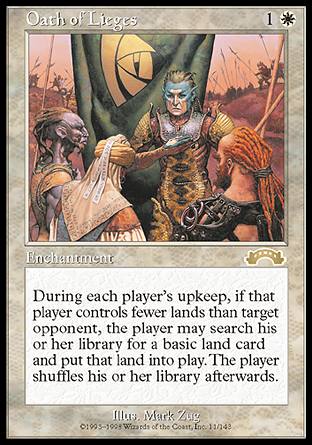 Oath of Lieges 1
Enchantment
During each player's upkeep, if that
player controls fewer lands than target
opponent, the player may search his
or her library for a basic land card
and put that land into play. The player
shuffles his or her library afterwards.
Illus. Mark Zug
©1993-1998 Wizards of the Coast, Inc. 11/143